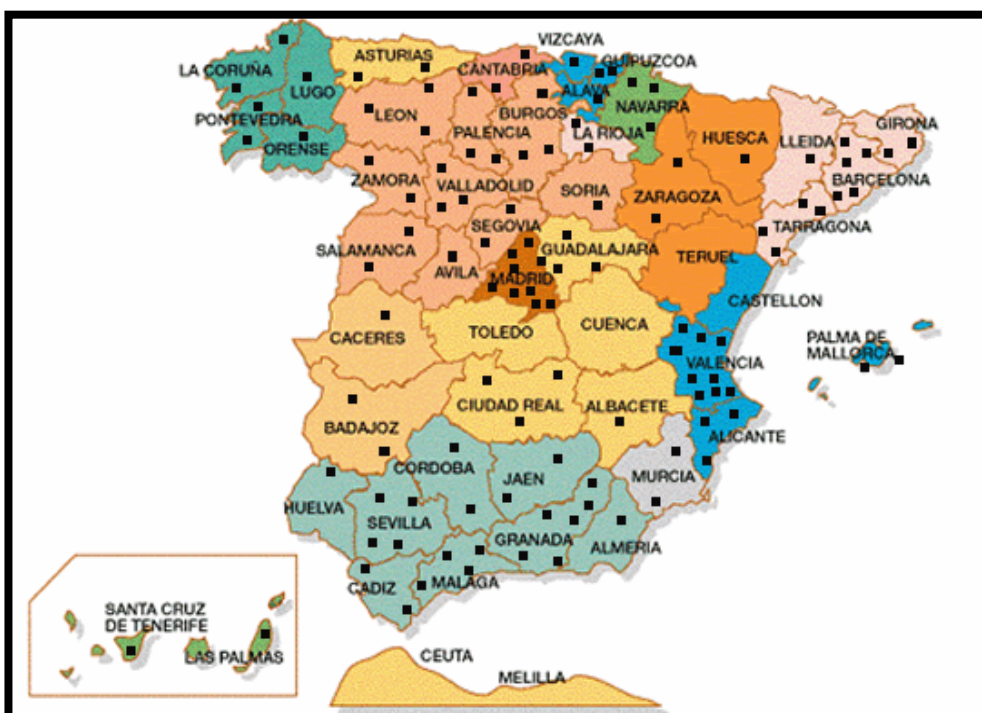 VIZCAYA
ASTURIAS
GUIPUZCOA
LA CORUÑA
CANTABRIA
LUGO
ALAVA
NAVARRA
LEON
BURGOS
PONTEVEDRA
PALENCIA
LA RIOJA
HUESCA
LLEIDA
GIRONA
ORENSE
ZAMORA
VALLADOLID
SORIA
ZARAGOZA
BARCELONA
SEGOVIA
TARRAGONA
SALAMANCA
GUADALAJARA
TERUEL
AVILA
MADRID
CASTELLON
CACERES
TOLEDO
CUENCA
PALMA DE
MALLORCA
VALENCIA
CIUDAD REAL
ALBACETE
BADAJOZ
ALICANTE
CORDOBA
JAEN
MURCIA
HUELVA
SEVILLA
GRANADA
ALMERIA
CADIZ
MALAGA
SANTA CRUZ
DE TENERIFE
LAS PALMAS
CEUTA
MELILLA